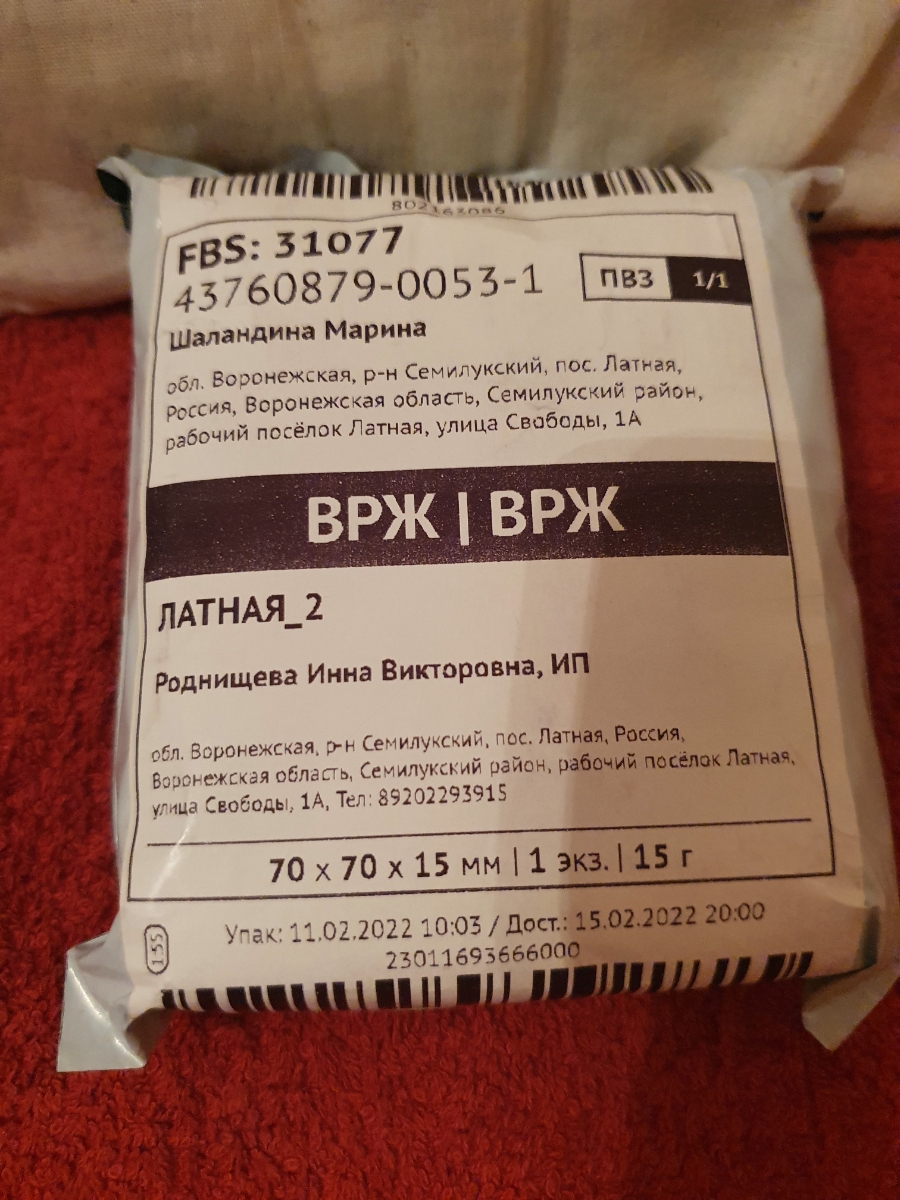 802163086
FBS: 31077
43760879-0053-1
ПВЗ 1/1
Шаландина Марина
обл. Воронежская, р-н Семилукский, пос. Латная,
Россия, Воронежская область, Семилукский район,
рабочий посёлок Латная, улица Свободы, 1А
ВРЖ | ВРЖ
ЛАТНАЯ_2
Роднищева Инна Викторовна, ИП
обл. Воронежская, р-н Семилукский, пос. Латная, Россия,
Воронежская область, Семилукский район, рабочий посёлок Латная,
улица Свободы, 1А, Тел: 89202293915
70 x 70 x 15 мм | 1 экз. | 15 г
155
Упак: 11.02.2022 10:03 / Дост.: 15.02.2022 20:00
23011693666000